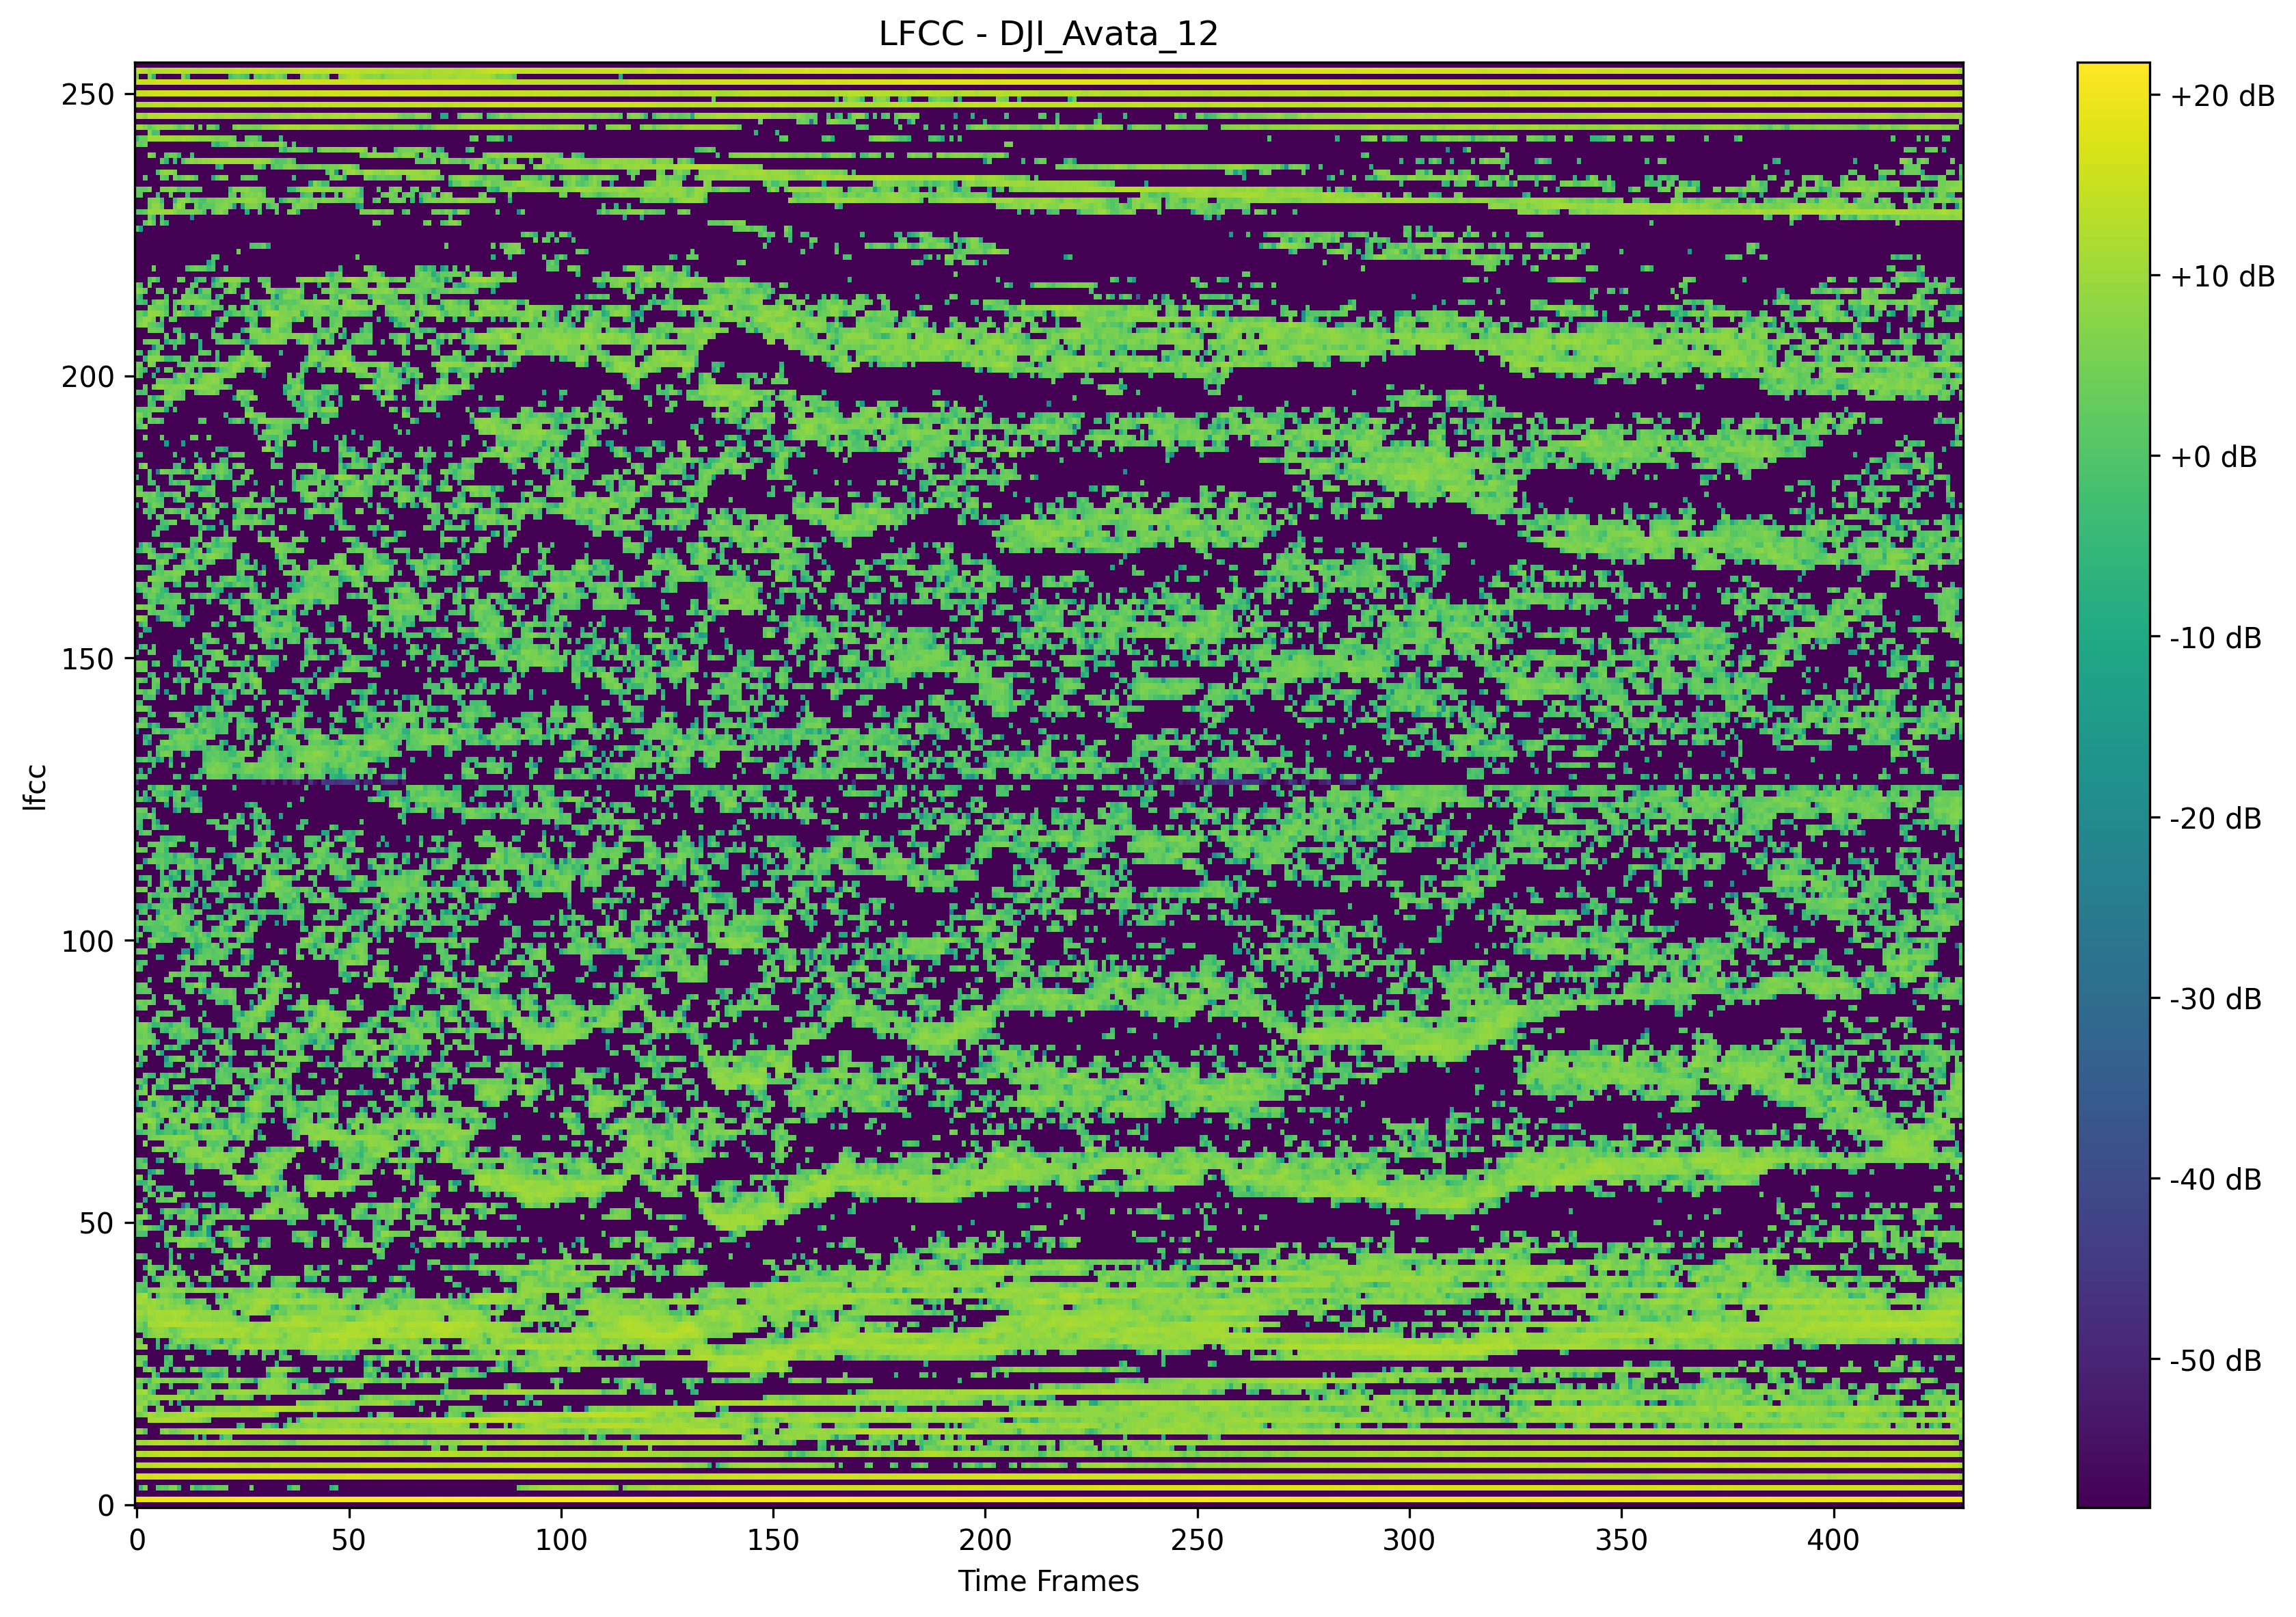 LFCC - DJI_Avata_12
250
200
150
100
50
0
lfcc
0 50 100 150 200 250 300 350 400
Time Frames
+20 dB
+10 dB
+0 dB
-10 dB
-20 dB
-30 dB
-40 dB
-50 dB